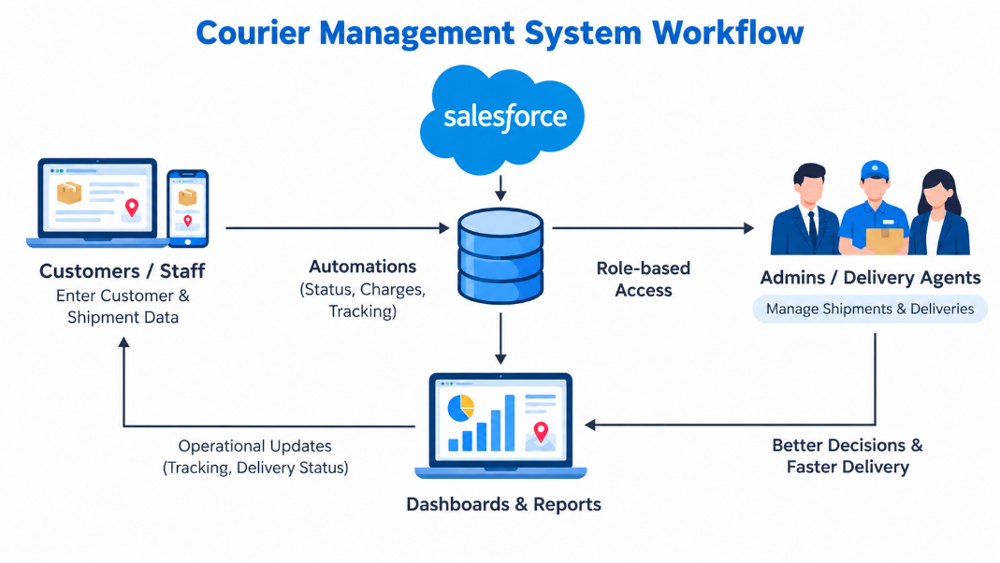 Courier Management System Workflow
salesforce
Customers / Staff
Enter Customer &
Shipment Data
Automations
(Status, Charges,
Tracking)
Role-based
Access
Admins / Delivery Agents
Manage Shipments & Deliveries
Operational Updates
(Tracking, Delivery Status)
Better Decisions &
Faster Delivery
Dashboards & Reports